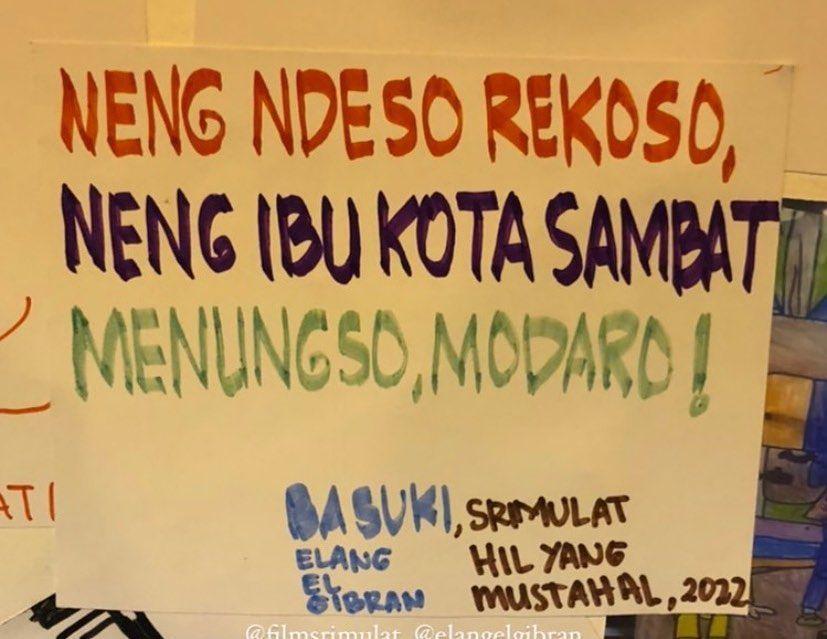 NENG NDESO REKOSO,
NENG IBU KOTA SAMBAT
MENUNGSO, MODARO!
BASUKI, SRIMULAT
ELANG HIL YANG
EL MUSTAHAL, 2022
GIBRAN
ATI
@filmsrimulat @elangelgibran